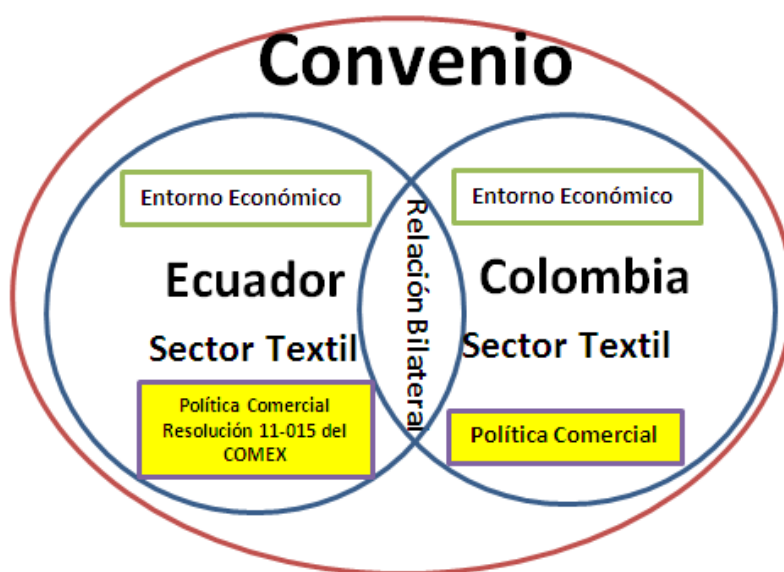 Convenio
Entorno Económico
Ecuador
Sector Textil
Política Comercial
Resolución 11-015 del
COMEX
Relación Bilateral
Entorno Económico
Colombia
Sector Textil
Política Comercial